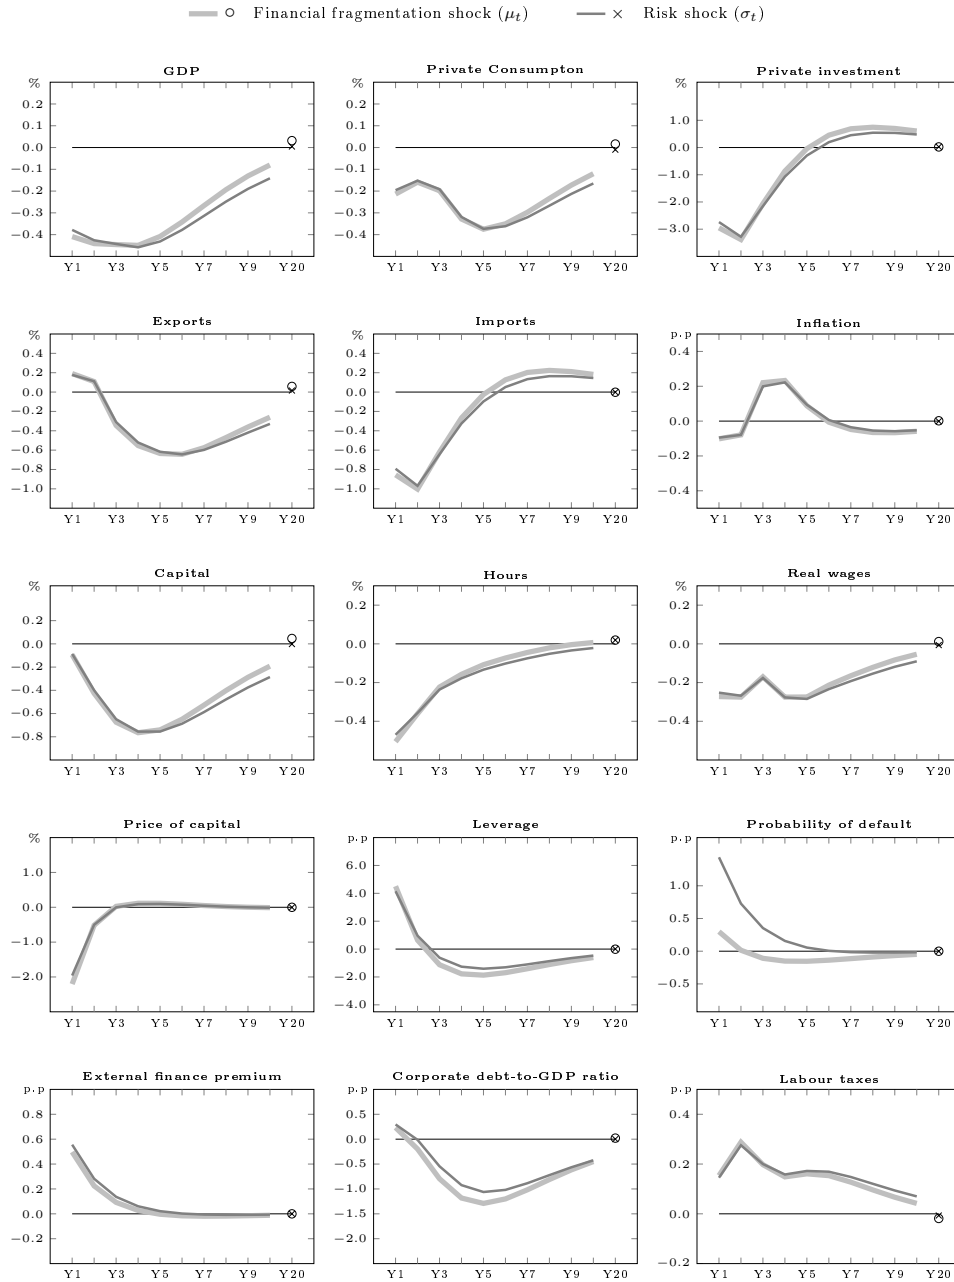 Financial fragmentation shock (μt) Risk shock (σt)
GDP Private Consumpton Private investment
% % %
0.2 0.2 1.0
0.1 0.1 0.0
0.0 0.0 −1.0
−0.1 −0.1 −2.0
−0.2 −0.2 −3.0
−0.3 −0.3
−0.4 −0.4
Y1 Y3 Y5 Y7 Y9 Y20 Y1 Y3 Y5 Y7 Y9 Y20 Y1 Y3 Y5 Y7 Y9 Y20
Exports Imports Inflation
% % p.p
0.4 0.4 0.4
0.2 0.2 0.2
0.0 0.0 0.0
−0.2 −0.2 −0.2
−0.4 −0.4 −0.4
−0.6 −0.6
−0.8 −0.8
−1.0 −1.0
Y1 Y3 Y5 Y7 Y9 Y20 Y1 Y3 Y5 Y7 Y9 Y20 Y1 Y3 Y5 Y7 Y9 Y20
Capital Hours Real wages
% % %
0.2 0.2 0.2
0.0 0.0 0.0
−0.2 −0.2 −0.2
−0.4 −0.4 −0.4
−0.6
−0.8
Y1 Y3 Y5 Y7 Y9 Y20 Y1 Y3 Y5 Y7 Y9 Y20 Y1 Y3 Y5 Y7 Y9 Y20
Price of capital Leverage Probability of default
% p.p p.p
1.0 6.0 1.0
0.0 4.0 0.5
−1.0 2.0 0.0
−2.0 0.0 −0.5
−2.0
−4.0
Y1 Y3 Y5 Y7 Y9 Y20 Y1 Y3 Y5 Y7 Y9 Y20 Y1 Y3 Y5 Y7 Y9 Y20
External finance premium Corporate debt-to-GDP ratio Labour taxes
p.p p.p p.p
0.8 0.5 0.4
0.6 0.0 0.2
0.4 −0.5 0.0
0.2 −1.0 −0.2
0.0 −1.5
−0.2 −2.0
Y1 Y3 Y5 Y7 Y9 Y20 Y1 Y3 Y5 Y7 Y9 Y20 Y1 Y3 Y5 Y7 Y9 Y20